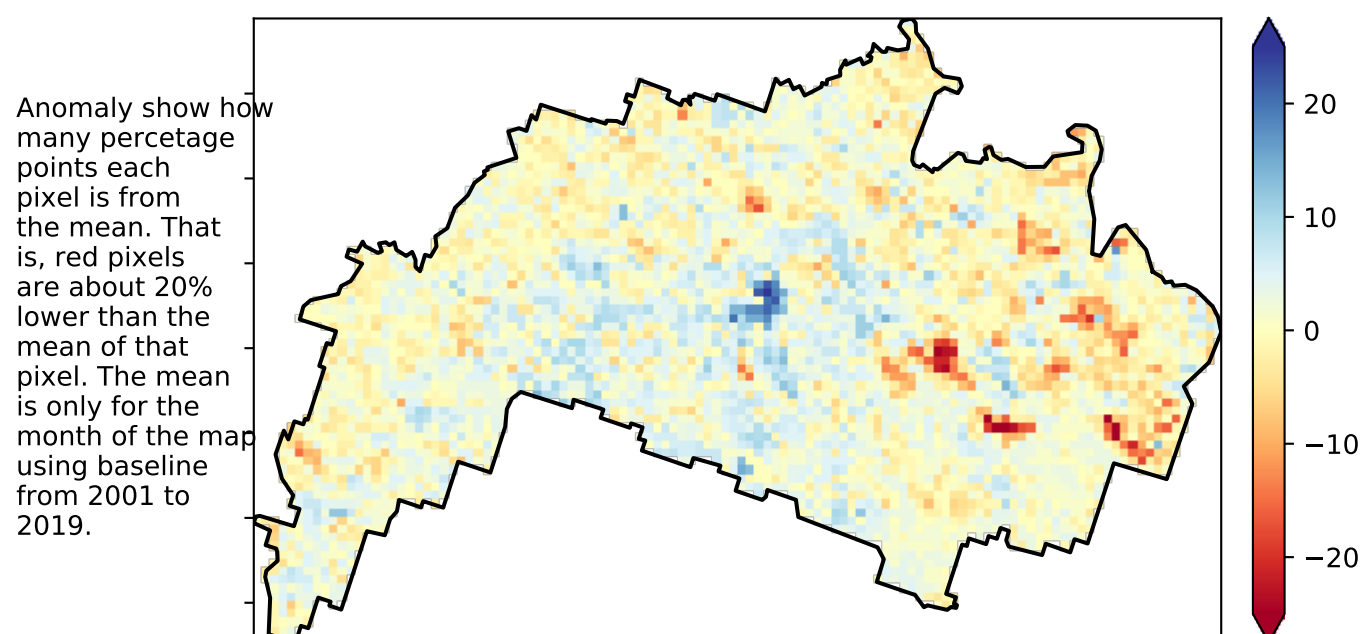 Anomaly show how
many percetage
points each
pixel is from
the mean. That
is, red pixels
are about 20%
lower than the
mean of that
pixel. The mean
is only for the
month of the map
using baseline
from 2001 to
2019.
20
10
0
−10
−20